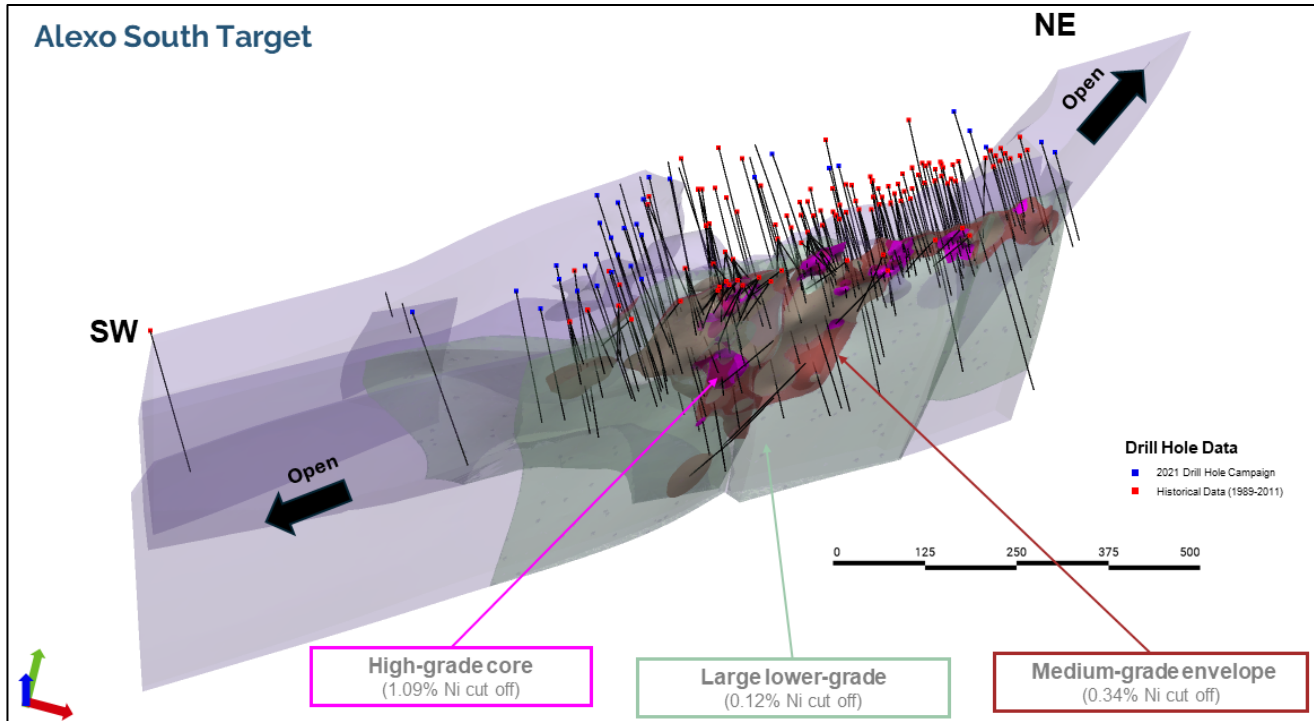 Alexo South Target
NE
Open
SW
Open
Drill Hole Data
2021 Drill Hole Campaign
Historical Data (1989-2011)
0 125 250 375 500
High-grade core
(1.09% Ni cut off)
Large lower-grade
(0.12% Ni cut off)
Medium-grade envelope
(0.34% Ni cut off)